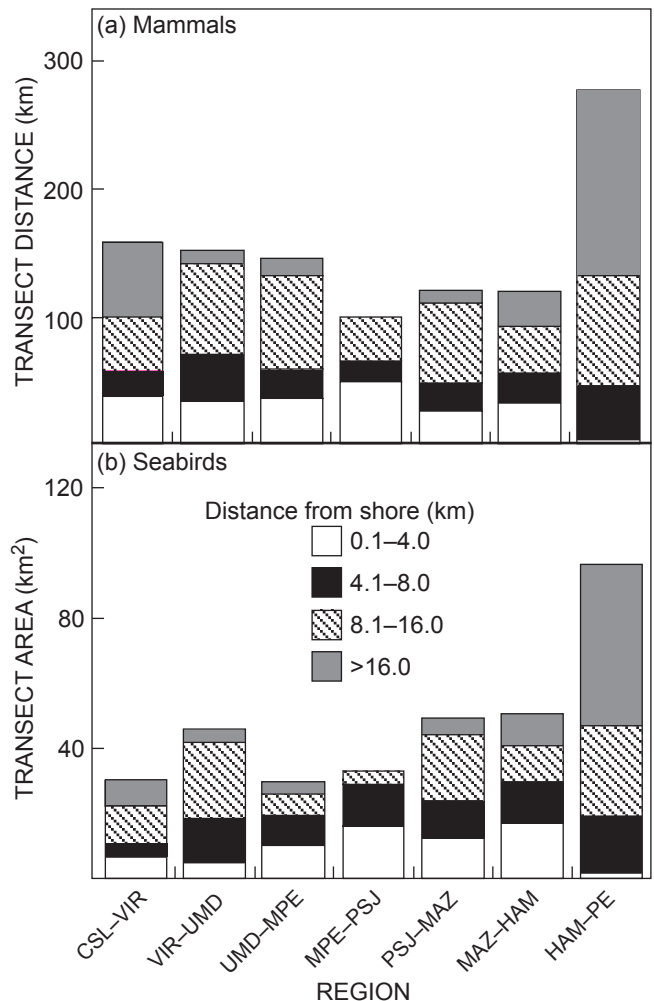 (a) Mammals
300
200
100
TRANSECT DISTANCE (km)
(b) Seabirds
120
80
40
TRANSECT AREA (km²)
Distance from shore (km)
0.1–4.0
4.1–8.0
8.1–16.0
>16.0
CSL–VIR
VIR–UMD
UMD–MPE
MPE–PSJ
PSJ–MAZ
MAZ–HAM
HAM–PE
REGION